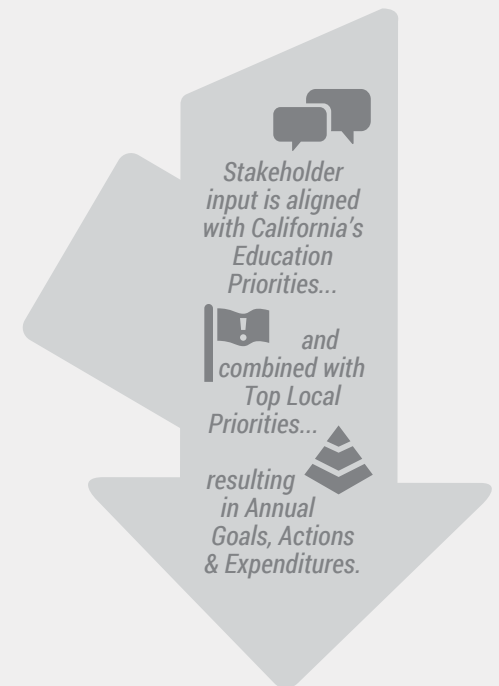 Stakeholder
input is aligned
with California's
Education
Priorities...
and
combined with
Top Local
Priorities...
resulting
in Annual
Goals, Actions
& Expenditures.